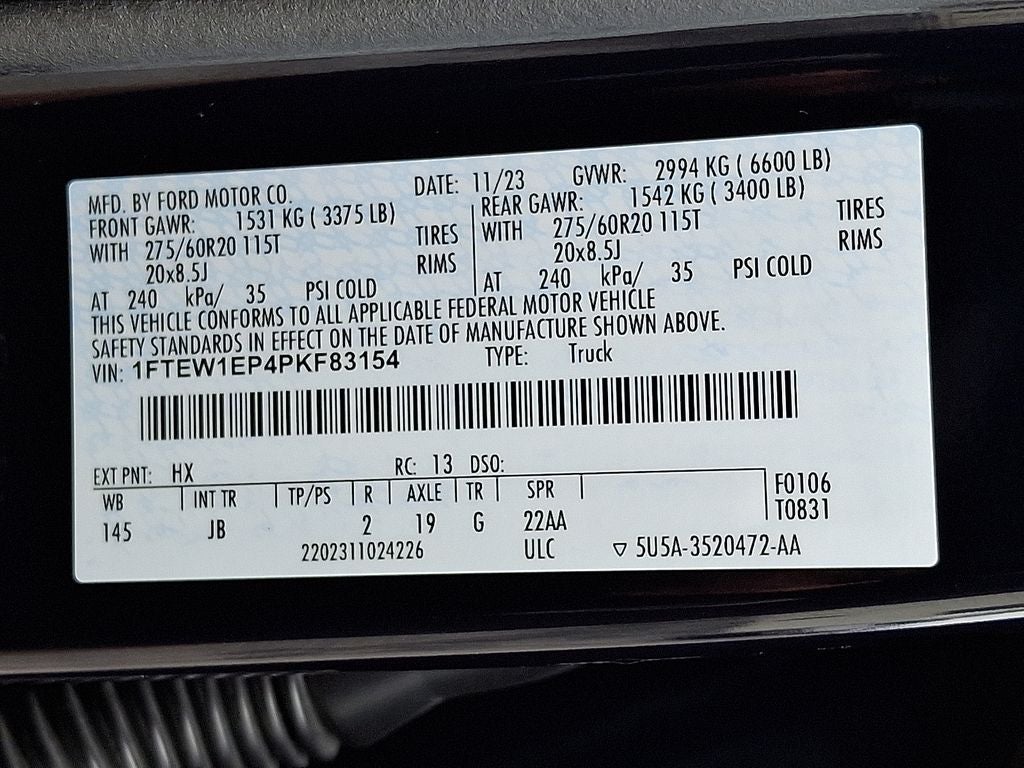 MFD. BY FORD MOTOR CO. DATE: 11/23 GVWR: 2994 KG ( 6600 LB)
FRONT GAWR: 1531 KG ( 3375 LB) REAR GAWR: 1542 KG ( 3400 LB)
WITH 275/60R20 115T TIRES WITH 275/60R20 115T TIRES
20x8.5J RIMS 20x8.5J RIMS
AT 240 kPa/ 35 PSI COLD AT 240 kPa/ 35 PSI COLD
THIS VEHICLE CONFORMS TO ALL APPLICABLE FEDERAL MOTOR VEHICLE
SAFETY STANDARDS IN EFFECT ON THE DATE OF MANUFACTURE SHOWN ABOVE.
VIN: 1FTEW1EP4PKF83154 TYPE: Truck
EXT PNT: HX RC: 13 DSO:
WB INT TR TP/PS R AXLE TR SPR F0106
145 JB 2 19 G 22AA T0831
2202311024226 ULC ▽ 5U5A-3520472-AA